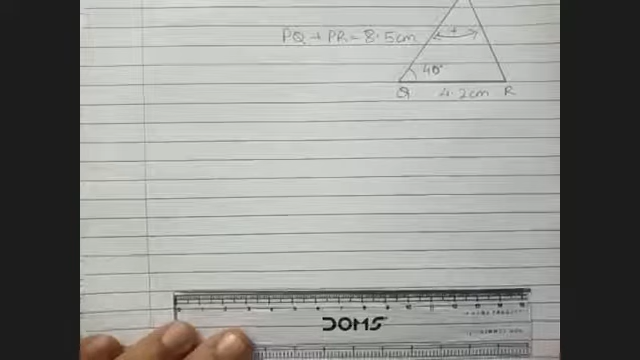 PQ + PR = 8.5cm +
40°
Q 4.2cm R
DOMS